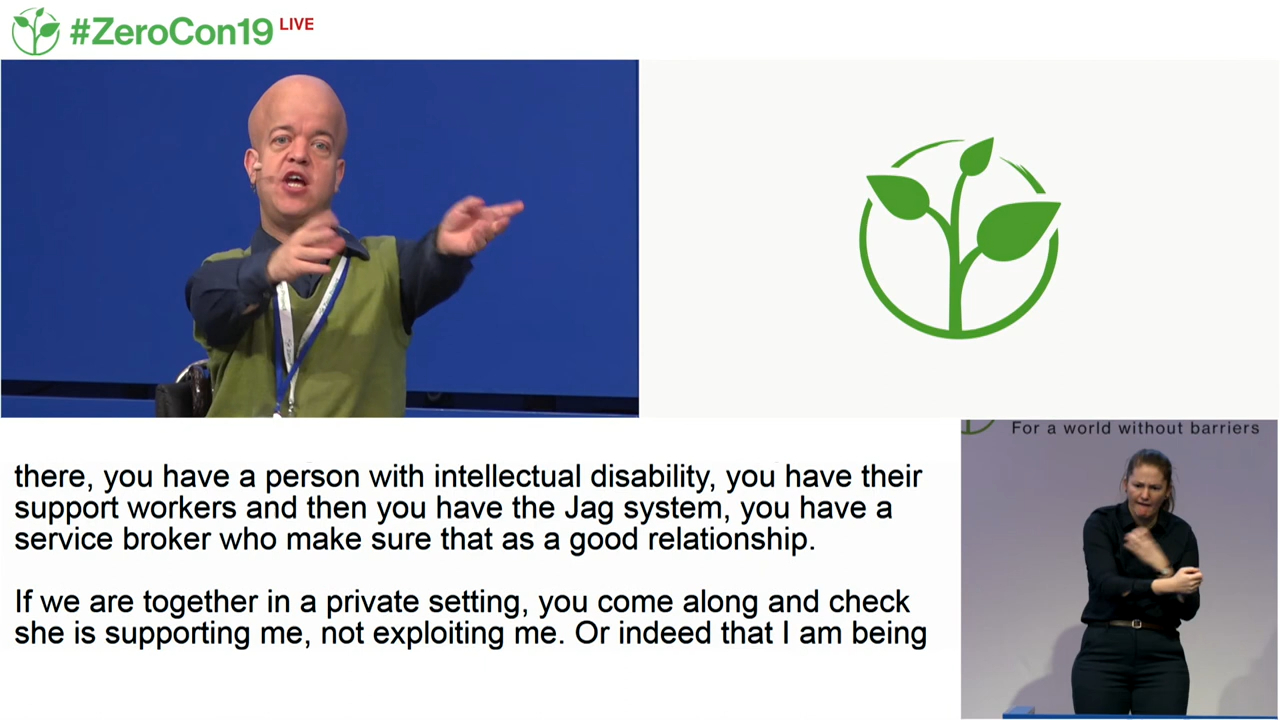 #ZeroCon19 LIVE
For a world without barriers
there, you have a person with intellectual disability, you have their
support workers and then you have the Jag system, you have a
service broker who make sure that as a good relationship.
If we are together in a private setting, you come along and check
she is supporting me, not exploiting me. Or indeed that I am being